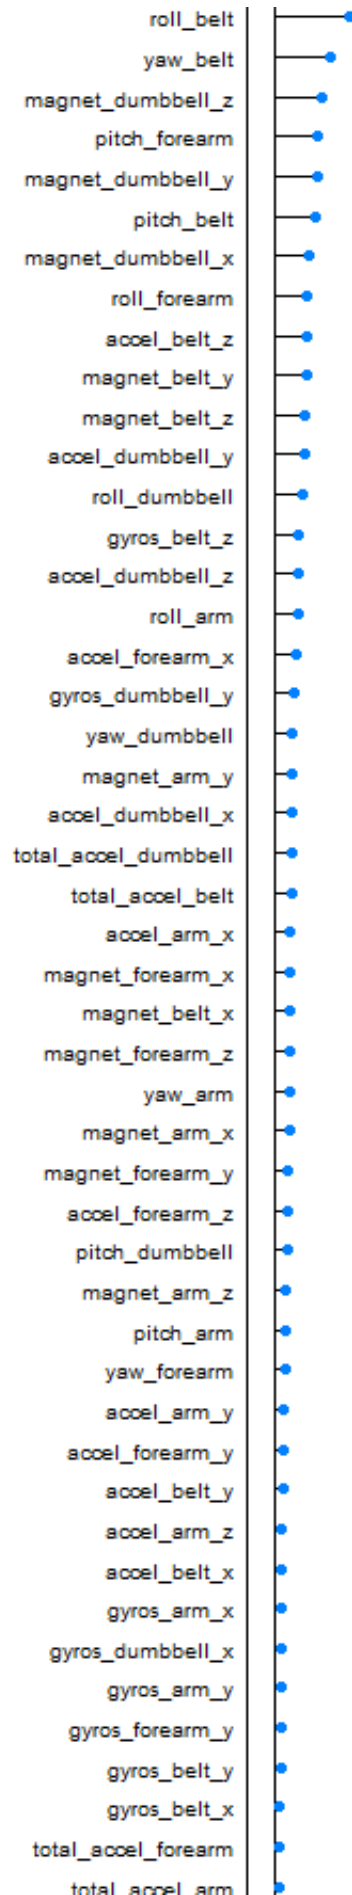 roll_belt
yaw_belt
magnet_dumbbell_z
pitch_forearm
magnet_dumbbell_y
pitch_belt
magnet_dumbbell_x
roll_forearm
accel_belt_z
magnet_belt_y
magnet_belt_z
accel_dumbbell_y
roll_dumbbell
gyros_belt_z
accel_dumbbell_z
roll_arm
accel_forearm_x
gyros_dumbbell_y
yaw_dumbbell
magnet_arm_y
accel_dumbbell_x
total_accel_dumbbell
total_accel_belt
accel_arm_x
magnet_forearm_x
magnet_belt_x
magnet_forearm_z
yaw_arm
magnet_arm_x
magnet_forearm_y
accel_forearm_z
pitch_dumbbell
magnet_arm_z
pitch_arm
yaw_forearm
accel_arm_y
accel_forearm_y
accel_belt_y
accel_arm_z
accel_belt_x
gyros_arm_x
gyros_dumbbell_x
gyros_arm_y
gyros_forearm_y
gyros_belt_y
gyros_belt_x
total_accel_forearm
total_accel_arm